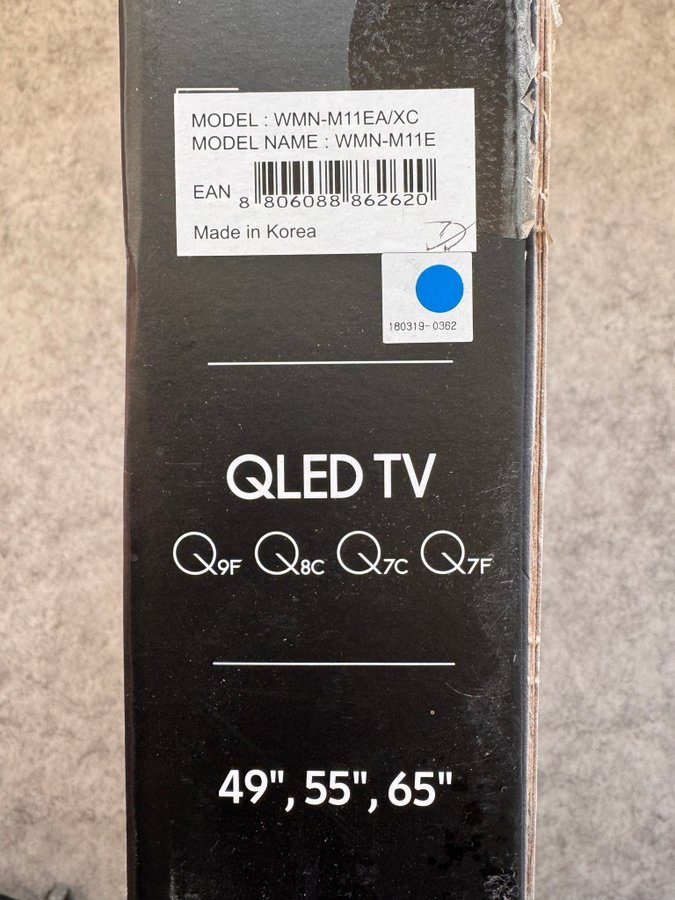 MODEL : WMN-M11EA/XC
MODEL NAME : WMN-M11E
EAN
8 806088 862620
Made in Korea
180319-0362
QLED TV
Q9F Q8C Q7C Q7F
49", 55", 65"